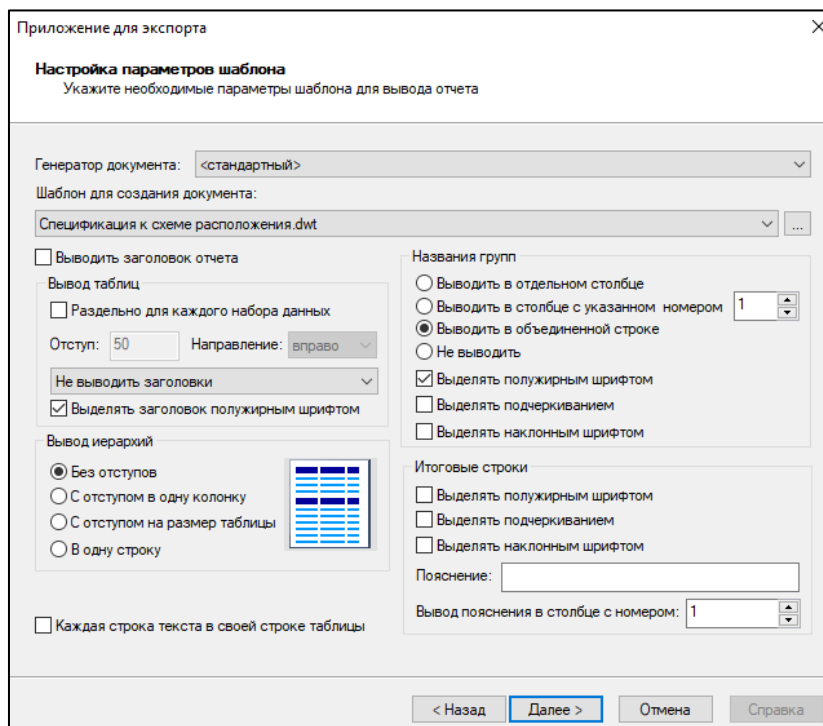 Приложение для экспорта
Настройка параметров шаблона
Укажите необходимые параметры шаблона для вывода отчета
Генератор документа: <стандартный>
Шаблон для создания документа:
Спецификация к схеме расположения.dwt
...
Выводить заголовок отчета
Вывод таблиц
Раздельно для каждого набора данных
Отступ: 50 Направление: вправо
Не выводить заголовки
Выделять заголовок полужирным шрифтом
Вывод иерархий
Без отступов
С отступом в одну колонку
С отступом на размер таблицы
В одну строку
Каждая строка текста в своей строке таблицы
Названия групп
Выводить в отдельном столбце
Выводить в столбце с указанном номером 1
Выводить в объединенной строке
Не выводить
Выделять полужирным шрифтом
Выделять подчеркиванием
Выделять наклонным шрифтом
Итоговые строки
Выделять полужирным шрифтом
Выделять подчеркиванием
Выделять наклонным шрифтом
Пояснение:
Вывод пояснения в столбце с номером: 1
< Назад Далее > Отмена Справка